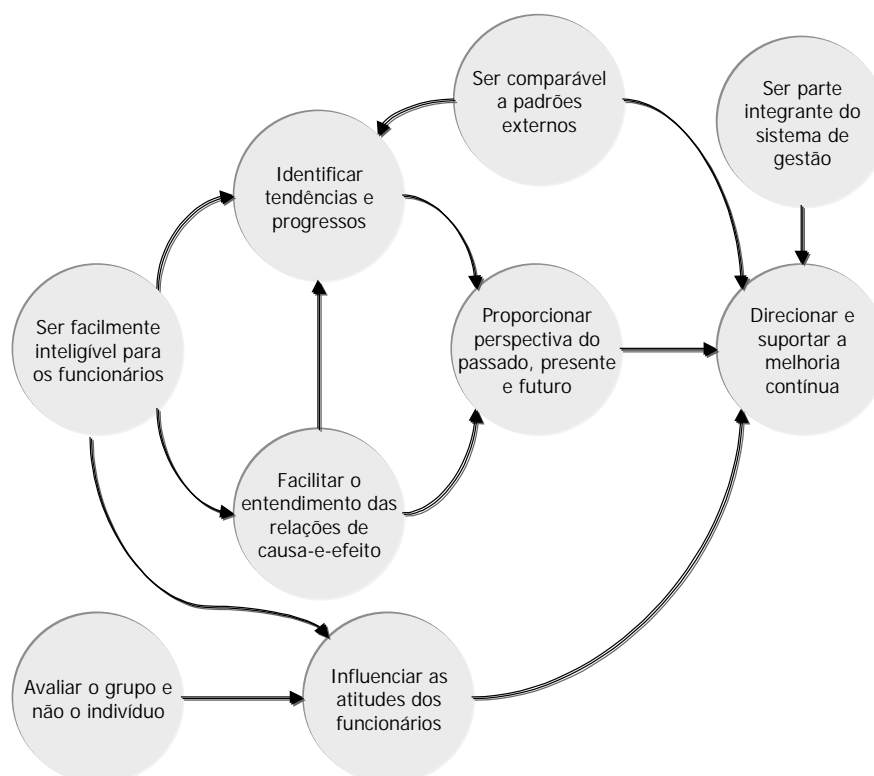 Ser comparável
a padrões
externos
Ser parte
integrante do
sistema de
gestão
Identificar
tendências e
progressos
Ser facilmente
inteligível para
os funcionários
Proporcionar
perspectiva do
passado, presente
e futuro
Direcionar e
suportar a
melhoria
contínua
Facilitar o
entendimento das
relações de
causa-e-efeito
Avaliar o grupo e
não o indivíduo
Influenciar as
atitudes dos
funcionários